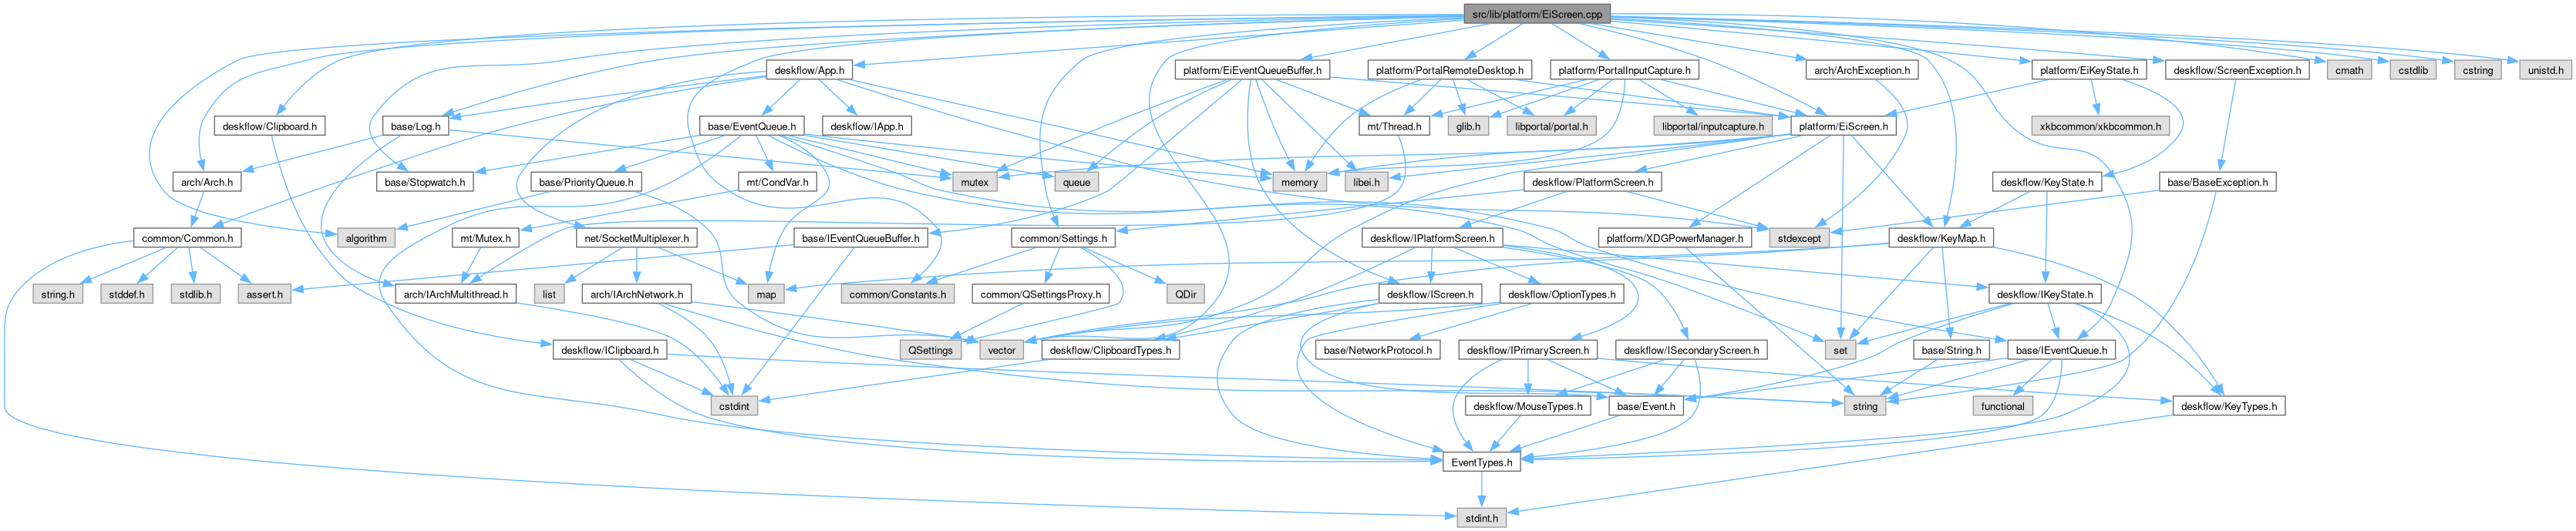 src/lib/platform/EiScreen.cpp
deskflow/App.h
platform/EiEventQueueBuffer.h
platform/PortalRemoteDesktop.h
platform/PortalInputCapture.h
arch/ArchException.h
platform/EiKeyState.h
deskflow/ScreenException.h
cmath
cstdlib
cstring
unistd.h
deskflow/Clipboard.h
base/Log.h
base/EventQueue.h
deskflow/IApp.h
mt/Thread.h
glib.h
libportal/portal.h
libportal/inputcapture.h
platform/EiScreen.h
xkbcommon/xkbcommon.h
arch/Arch.h
base/Stopwatch.h
base/PriorityQueue.h
mt/CondVar.h
mutex
queue
memory
libei.h
deskflow/PlatformScreen.h
deskflow/KeyState.h
base/BaseException.h
common/Common.h
algorithm
mt/Mutex.h
net/SocketMultiplexer.h
base/IEventQueueBuffer.h
common/Settings.h
deskflow/IPlatformScreen.h
platform/XDGPowerManager.h
stdexcept
deskflow/KeyMap.h
string.h
stddef.h
stdlib.h
assert.h
arch/IArchMultithread.h
list
arch/IArchNetwork.h
map
common/Constants.h
common/QSettingsProxy.h
QDir
deskflow/IScreen.h
deskflow/OptionTypes.h
deskflow/IKeyState.h
deskflow/IClipboard.h
QSettings
vector
deskflow/ClipboardTypes.h
base/NetworkProtocol.h
deskflow/IPrimaryScreen.h
deskflow/ISecondaryScreen.h
set
base/String.h
base/IEventQueue.h
cstdint
deskflow/MouseTypes.h
base/Event.h
string
functional
deskflow/KeyTypes.h
EventTypes.h
stdint.h